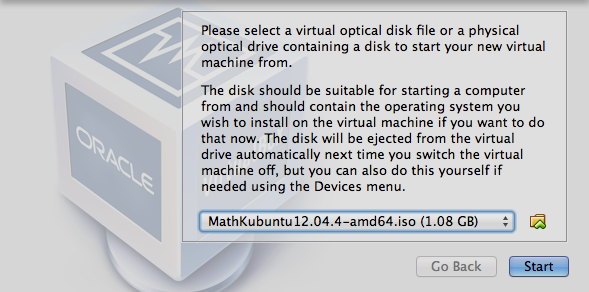 Please select a virtual optical disk file or a physical
optical drive containing a disk to start your new virtual
machine from.
The disk should be suitable for starting a computer
from and should contain the operating system you
wish to install on the virtual machine if you want to do
that now. The disk will be ejected from the virtual
drive automatically next time you switch the virtual
machine off, but you can also do this yourself if
needed using the Devices menu.
ORACLE
MathKubuntu12.04.4-amd64.iso (1.08 GB)
Go Back
Start